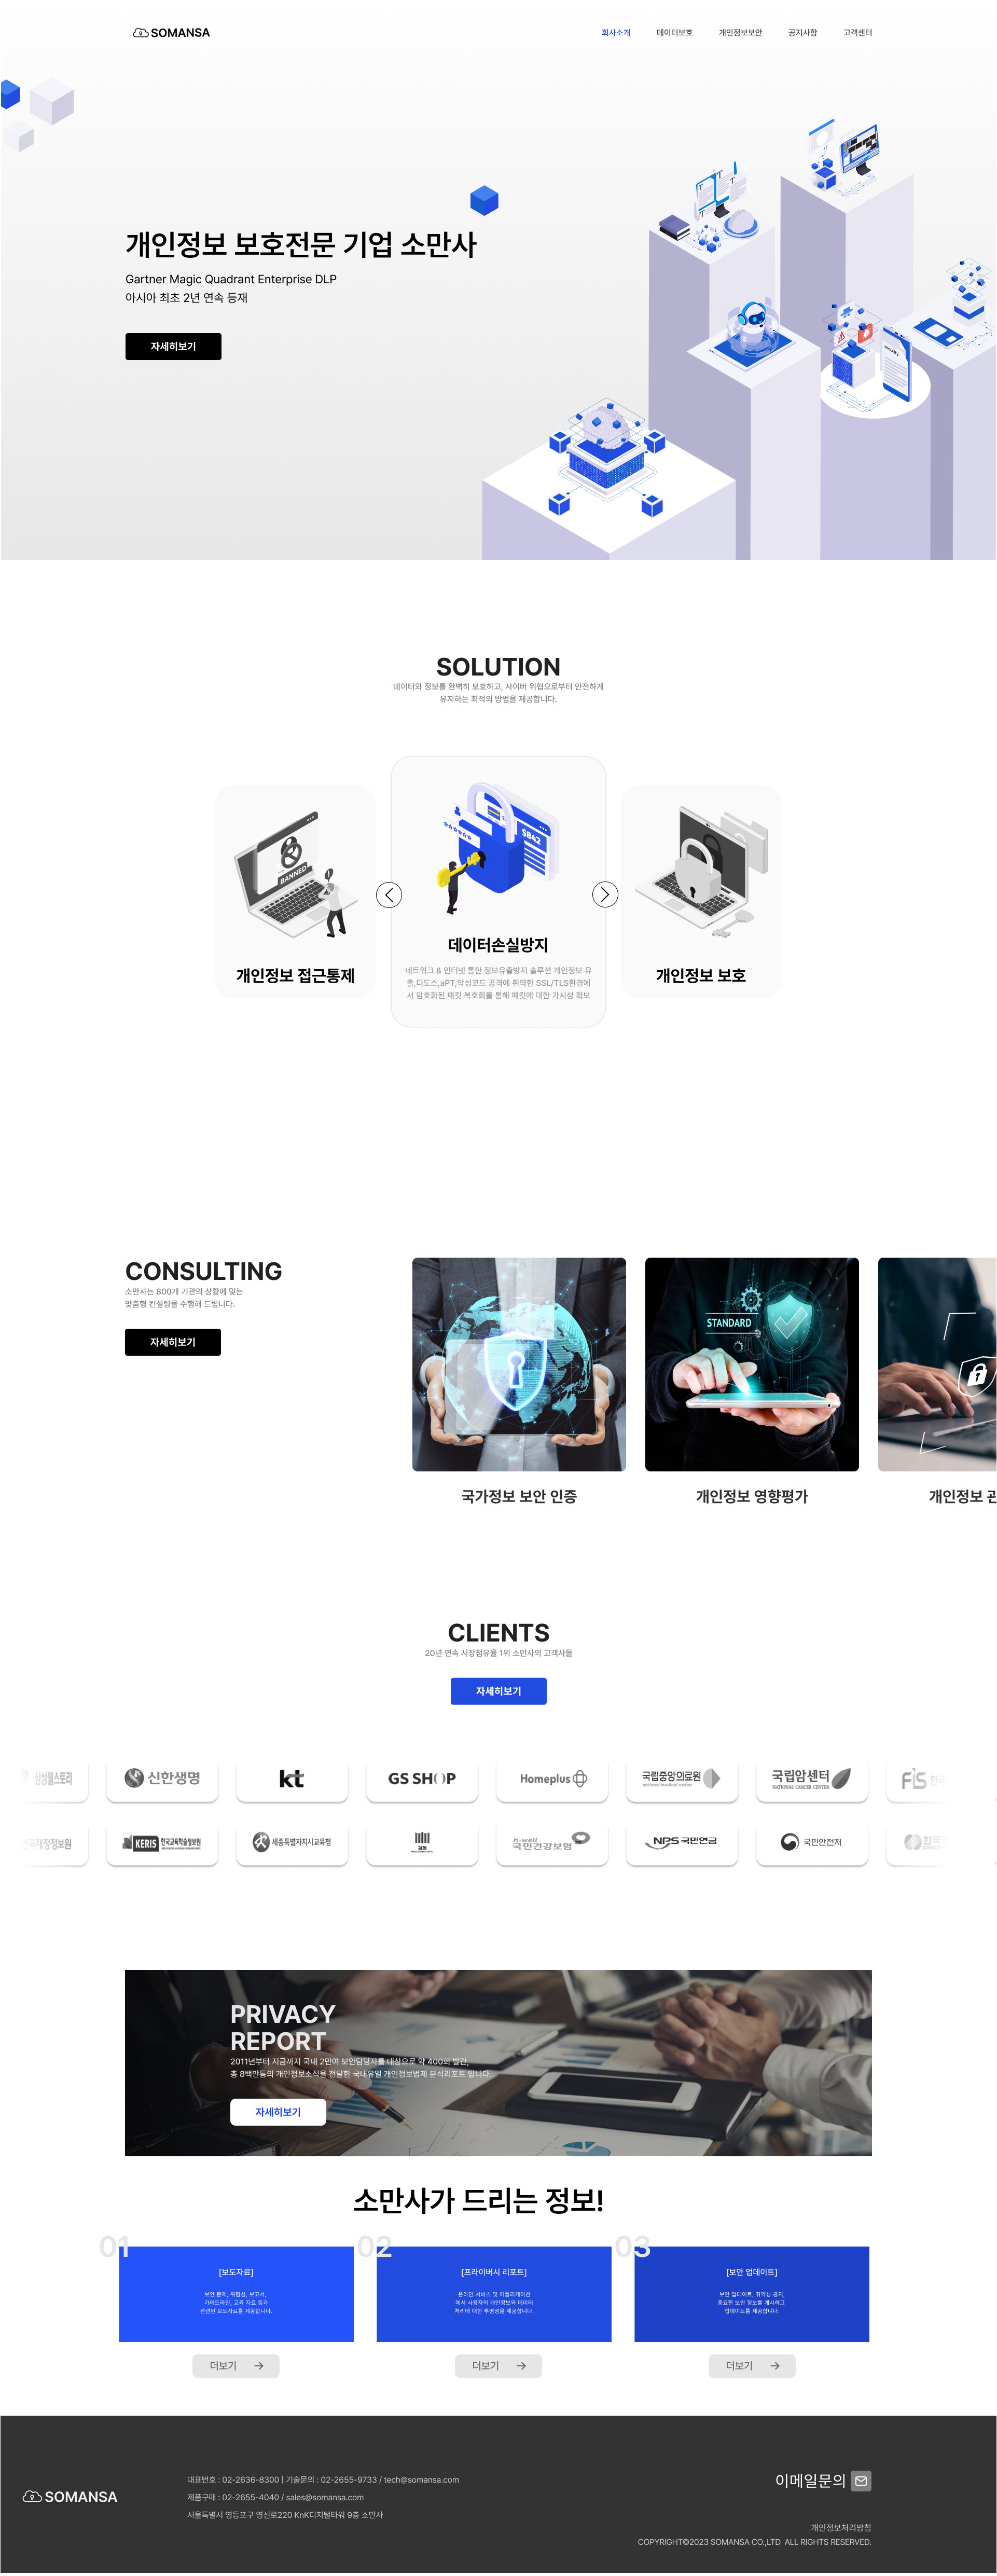 SOMANSA
회사소개
데이터보호
개인정보보안
공지사항
고객센터
개인정보 보호전문 기업 소만사
Gartner Magic Quadrant Enterprise DLP
아시아 최초 2년 연속 등재
자세히보기
SOLUTION
데이터와 정보를 완벽히 보호하고, 사이버 위협으로부터 안전하게
유지하는 최적의 방법을 제공합니다.
BANNED
개인정보 접근통제
$842
데이터손실방지
네트워크 & 인터넷 통한 정보유출방지 솔루션 개인정보 유
출,디도스,aPT,악성코드 공격에 취약한 SSL/TLS환경에
서 암호화된 패킷 복호화를 통해 패킷에 대한 가시성 확보
개인정보 보호
CONSULTING
소만사는 800개 기관의 상황에 맞는
맞춤형 컨설팅을 수행해 드립니다.
자세히보기
STANDARD
국가정보 보안 인증
개인정보 영향평가
개인정보 관
CLIENTS
20년 연속 시장점유율 1위 소만사의 고객사들
자세히보기
삼성웰스토리
신한생명
kt
GS SHOP
Homeplus
국립중앙의료원
national medical center
국립암센터
NATIONAL CANCER CENTER
FIS
국재정정보원
KERIS 한국교육학술정보원
세종특별자치시교육청
h-well
국민건강보험
NPS 국민연금
국민안전처
PRIVACY
REPORT
2011년부터 지금까지 국내 2만여 보안담당자를 대상으로 약 400회 발간,
총 8백만통의 개인정보소식을 전달한 국내유일 개인정보법제 분석리포트 입니다.
자세히보기
소만사가 드리는 정보!
01
[보도자료]
보안 문제, 위험성, 보고서,
가이드라인, 교육 자료 등과
관련된 보도자료를 제공합니다.
더보기
02
[프라이버시 리포트]
온라인 서비스 및 어플리케이션
에서 사용자의 개인정보와 데이터
처리에 대한 투명성을 제공합니다.
더보기
03
[보안 업데이트]
보안 업데이트, 취약성 공지,
중요한 보안 정보를 게시하고
업데이트를 제공합니다.
더보기
SOMANSA
대표번호 : 02-2636-8300 | 기술문의 : 02-2655-9733 / tech@somansa.com
제품구매 : 02-2655-4040 / sales@somansa.com
서울특별시 영등포구 영신로220 KnK디지털타워 9층 소만사
이메일문의
개인정보처리방침
COPYRIGHT©2023 SOMANSA CO.,LTD ALL RIGHTS RESERVED.